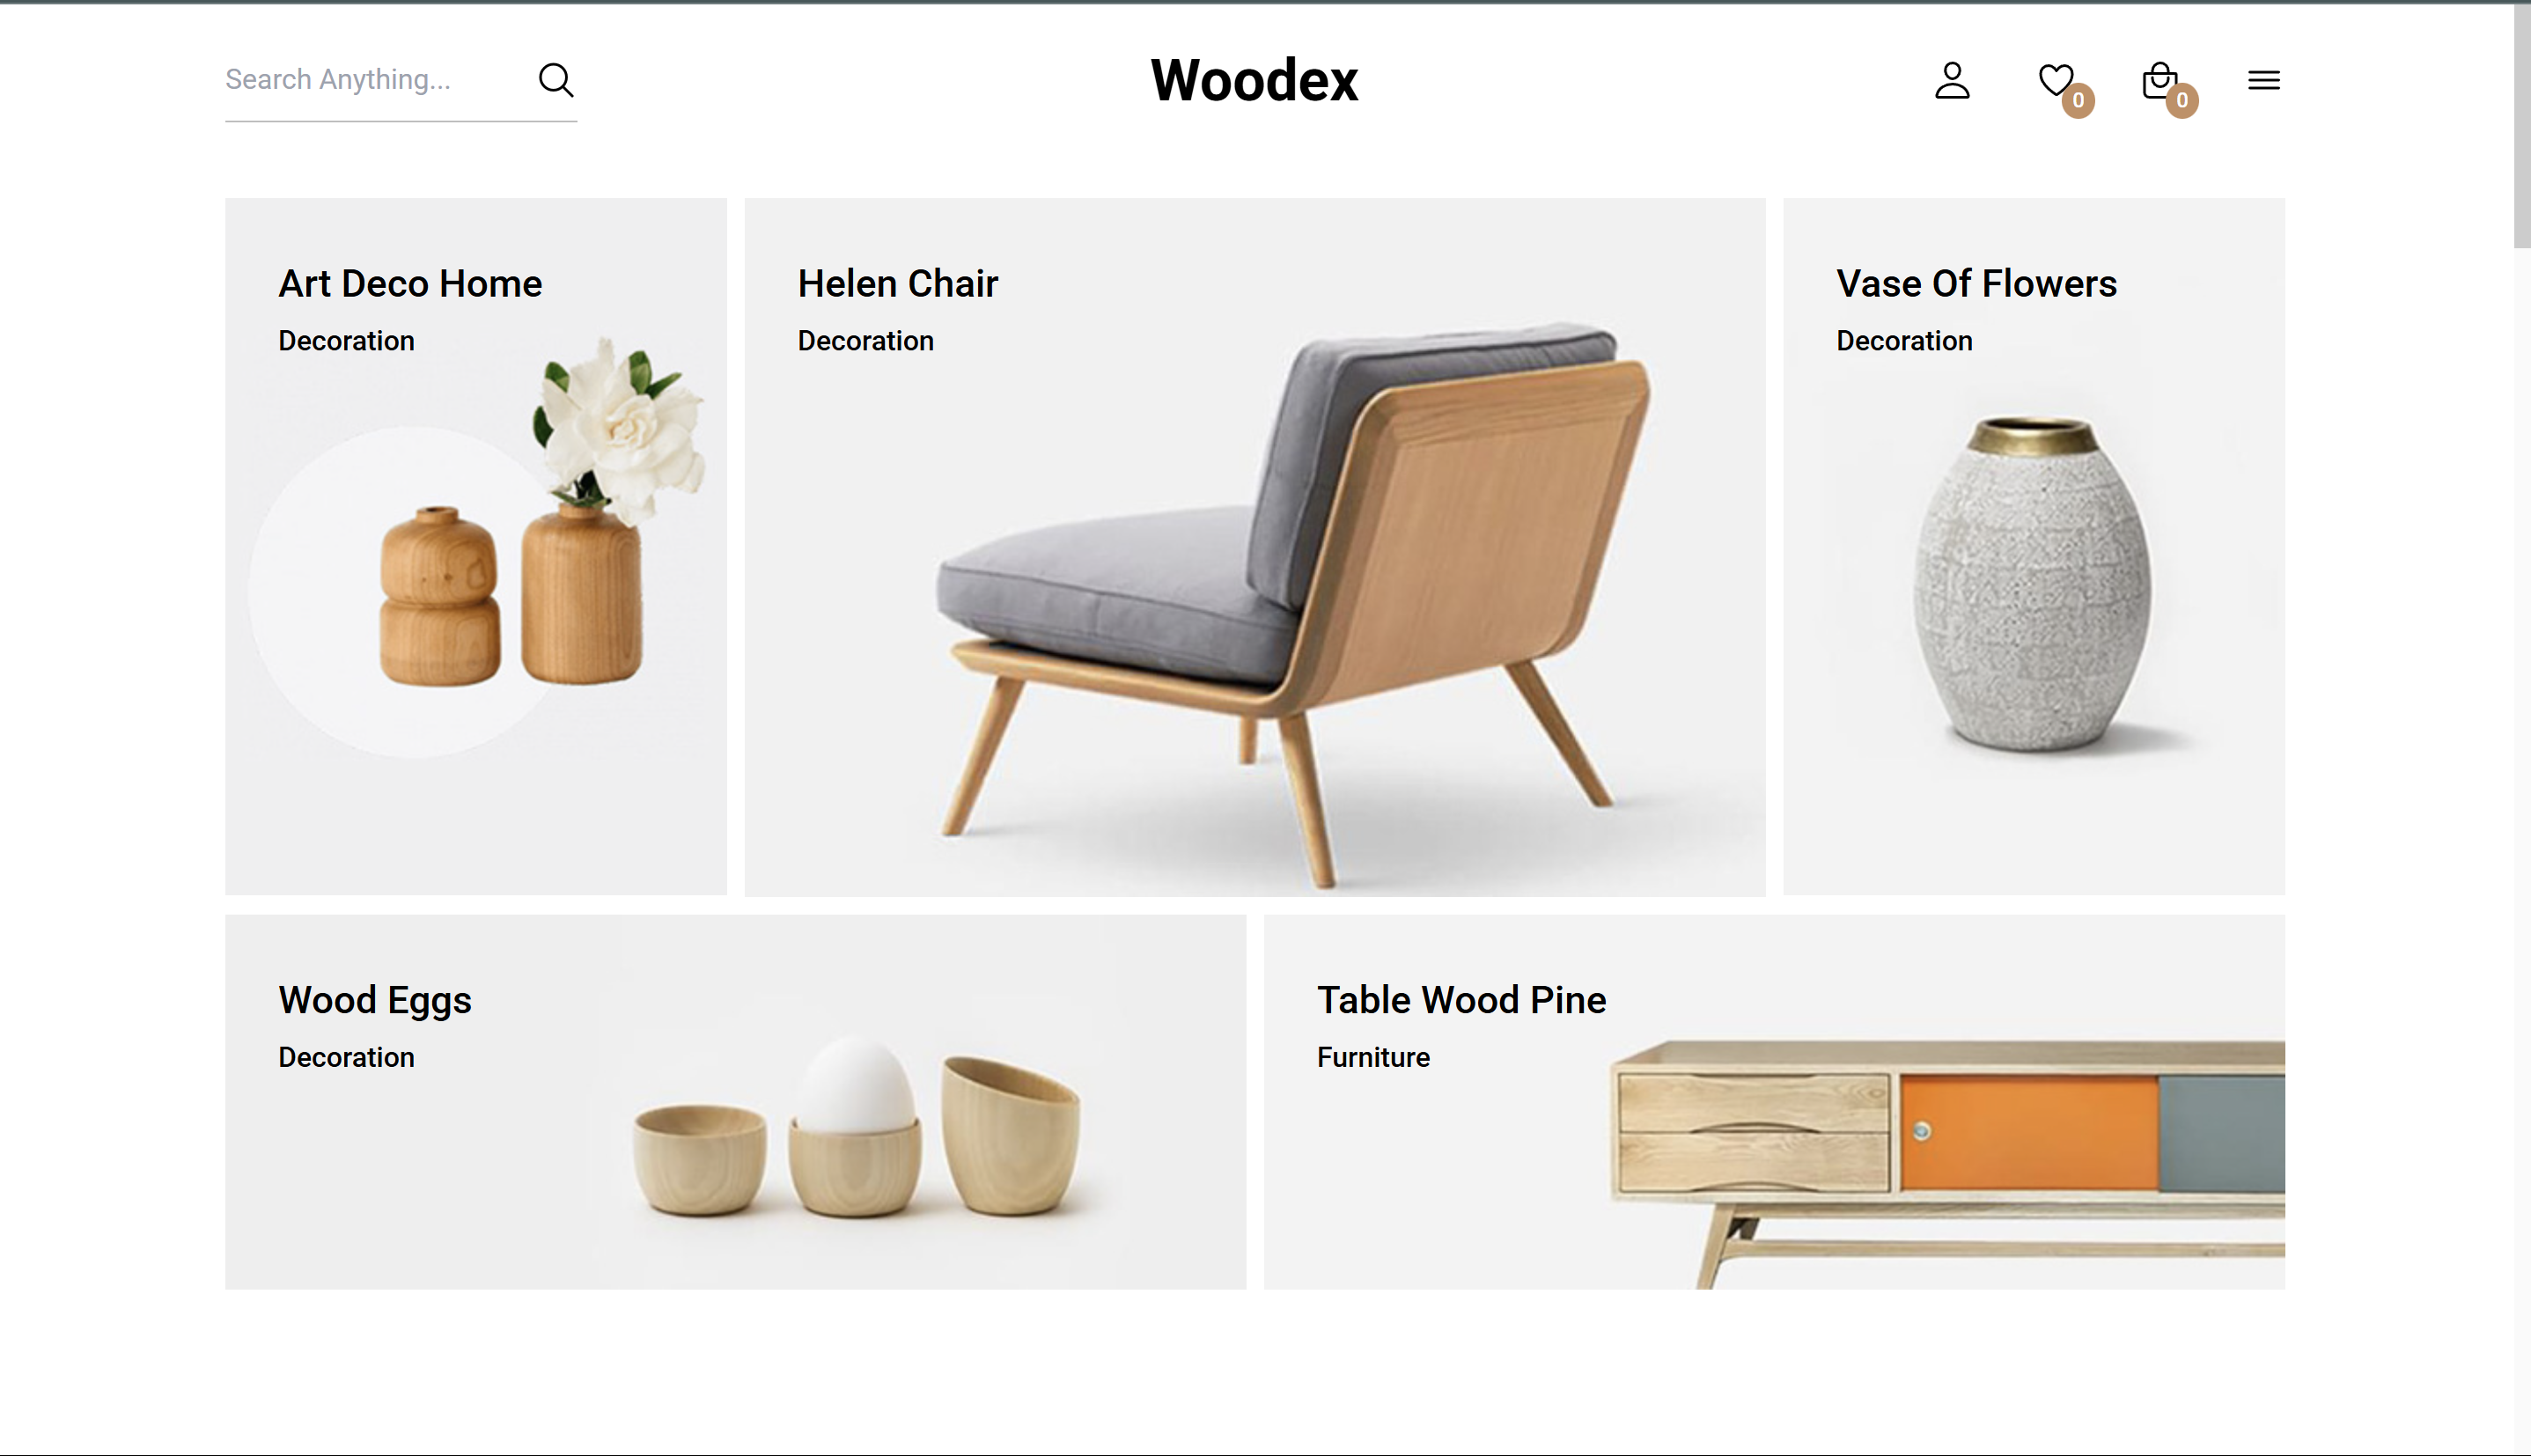 Search Anything...
Woodex
0
0
Art Deco Home
Decoration
Helen Chair
Decoration
Vase Of Flowers
Decoration
Wood Eggs
Decoration
Table Wood Pine
Furniture